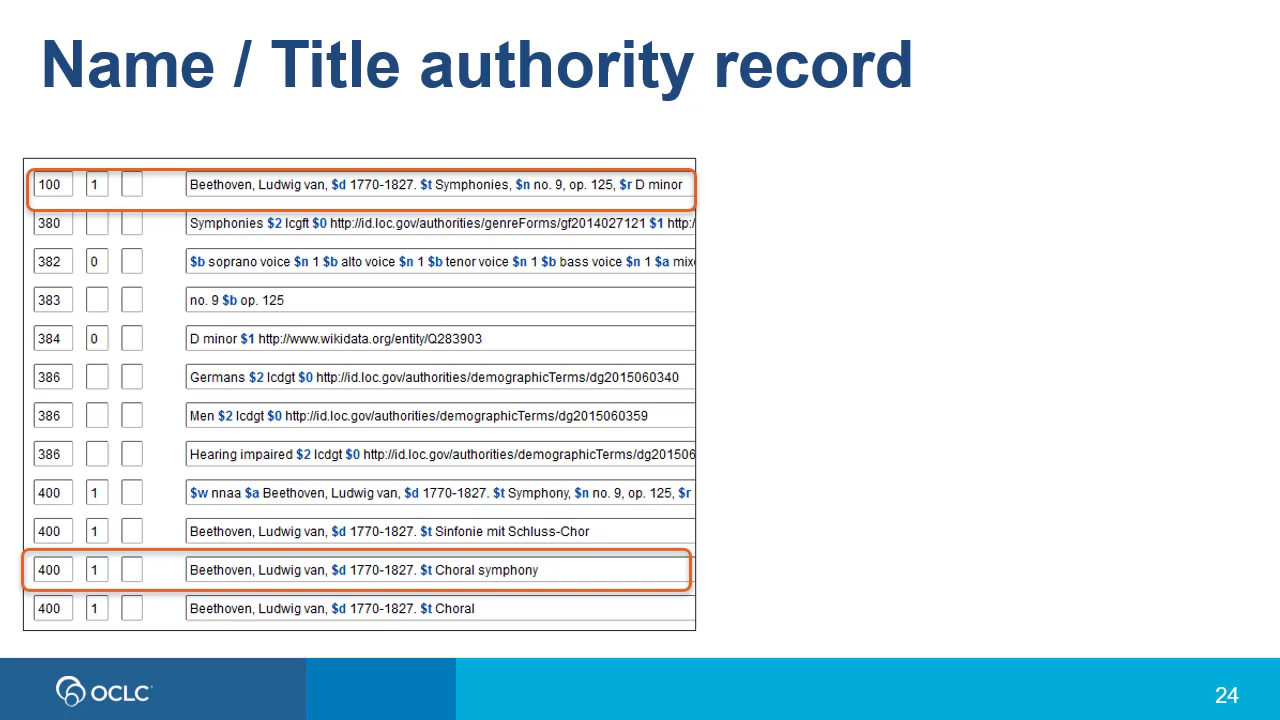 Name / Title authority record
100 1 Beethoven, Ludwig van, $d 1770-1827. $t Symphonies, $n no. 9, op. 125, $r D minor
380 Symphonies $2 lcgft $0 http://id.loc.gov/authorities/genreForms/gf2014027121 $1 http:/
382 0 $b soprano voice $n 1 $b alto voice $n 1 $b tenor voice $n 1 $b bass voice $n 1 $a mix
383 no. 9 $b op. 125
384 0 D minor $1 http://www.wikidata.org/entity/Q283903
386 Germans $2 lcdgt $0 http://id.loc.gov/authorities/demographicTerms/dg2015060340
386 Men $2 lcdgt $0 http://id.loc.gov/authorities/demographicTerms/dg2015060359
386 Hearing impaired $2 lcdgt $0 http://id.loc.gov/authorities/demographicTerms/dg201506
400 1 $w nnaa $a Beethoven, Ludwig van, $d 1770-1827. $t Symphony, $n no. 9, op. 125, $r
400 1 Beethoven, Ludwig van, $d 1770-1827. $t Sinfonie mit Schluss-Chor
400 1 Beethoven, Ludwig van, $d 1770-1827. $t Choral symphony
400 1 Beethoven, Ludwig van, $d 1770-1827. $t Choral
OCLC
24